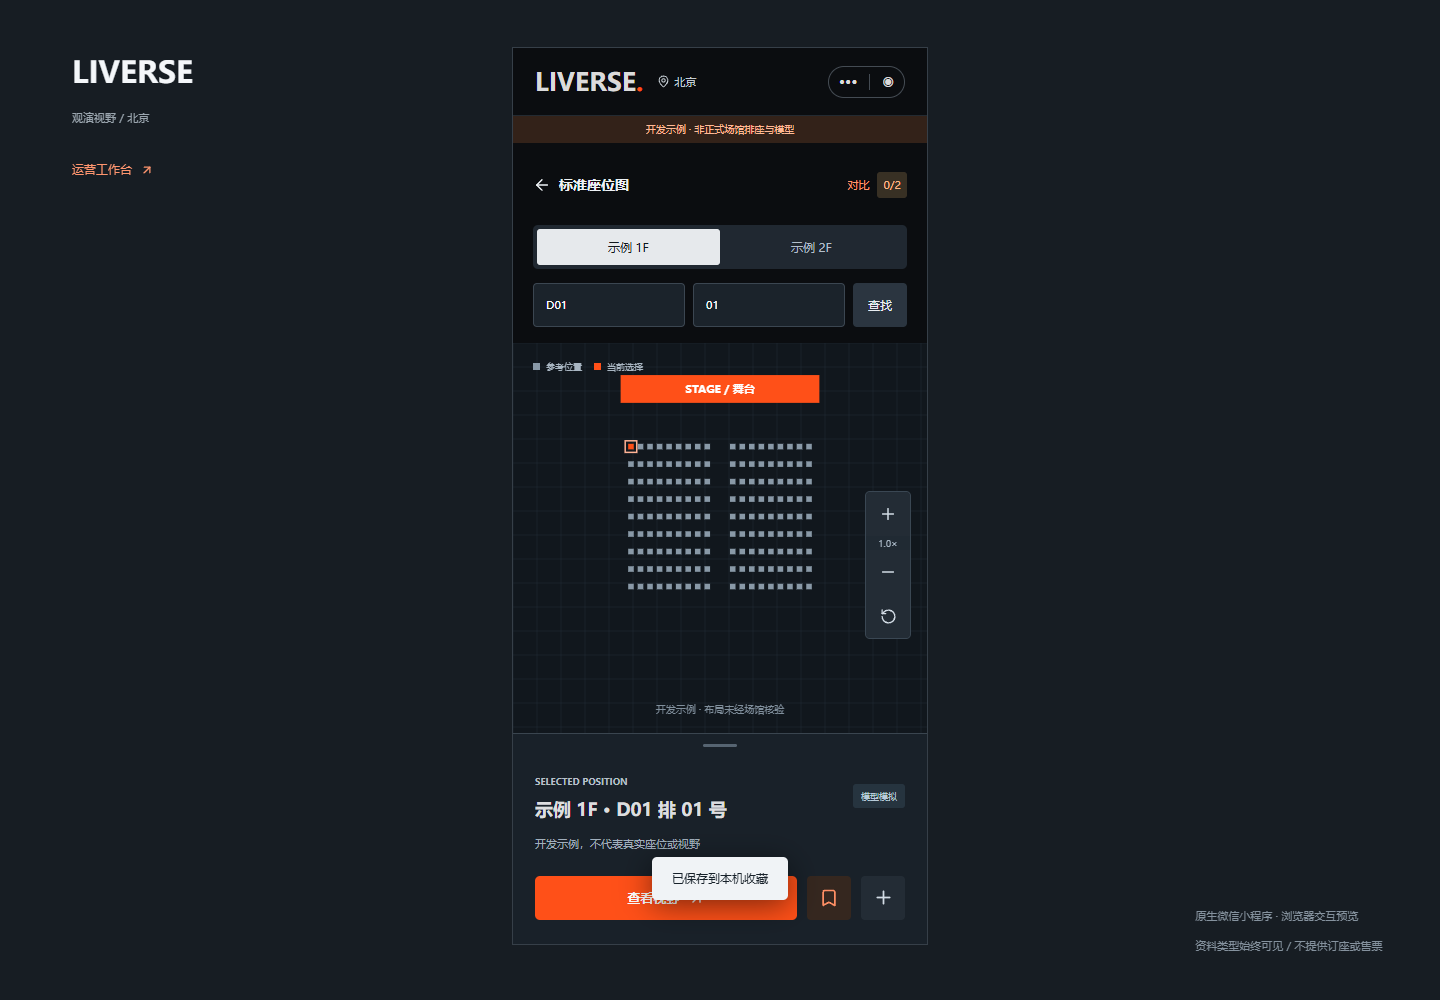 LIVERSE
观演视野 / 北京
运营工作台
LIVERSE.
北京
开发示例 · 非正式场馆排座与模型
标准座位图
对比 0/2
示例 1F
示例 2F
D01
01
查找
参考位置
当前选择
STAGE / 舞台
1.0×
开发示例 · 布局未经场馆核验
SELECTED POSITION
示例 1F • D01 排 01 号
模型模拟
开发示例，不代表真实座位或视野
已保存到本机收藏
查看
原生微信小程序 · 浏览器交互预览
资料类型始终可见 / 不提供订座或售票